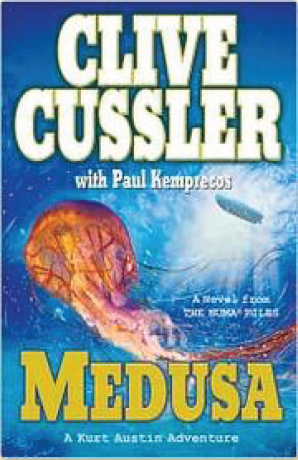 CLIVE
CUSSLER
with Paul Kemprecos
A Novel from
THE NUMA® FILES
MEDUSA
A Kurt Austin Adventure